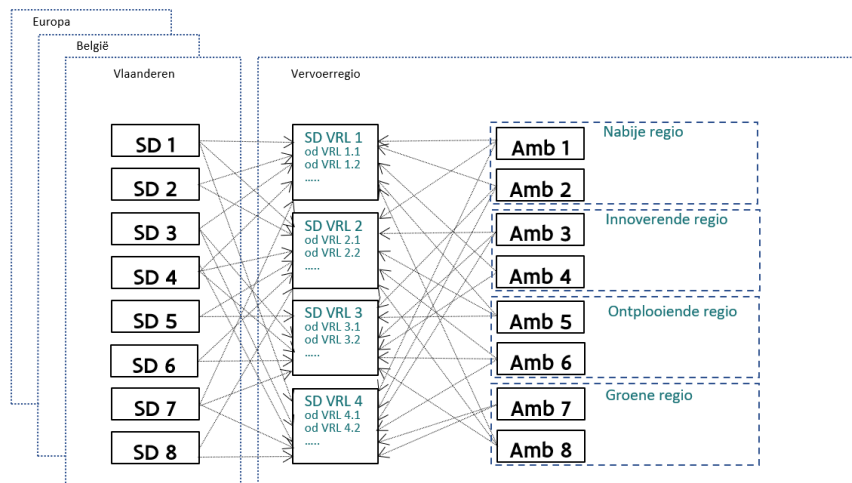 Europa
België
Vlaanderen
Vervoerregio
SD 1
SD 2
SD 3
SD 4
SD 5
SD 6
SD 7
SD 8
SD VRL 1
od VRL 1.1
od VRL 1.2
.....
SD VRL 2
od VRL 2.1
od VRL 2.2
.....
SD VRL 3
od VRL 3.1
od VRL 3.2
.....
SD VRL 4
od VRL 4.1
od VRL 4.2
.....
Nabije regio
Amb 1
Amb 2
Innoverende regio
Amb 3
Amb 4
Ontplooiende regio
Amb 5
Amb 6
Groene regio
Amb 7
Amb 8